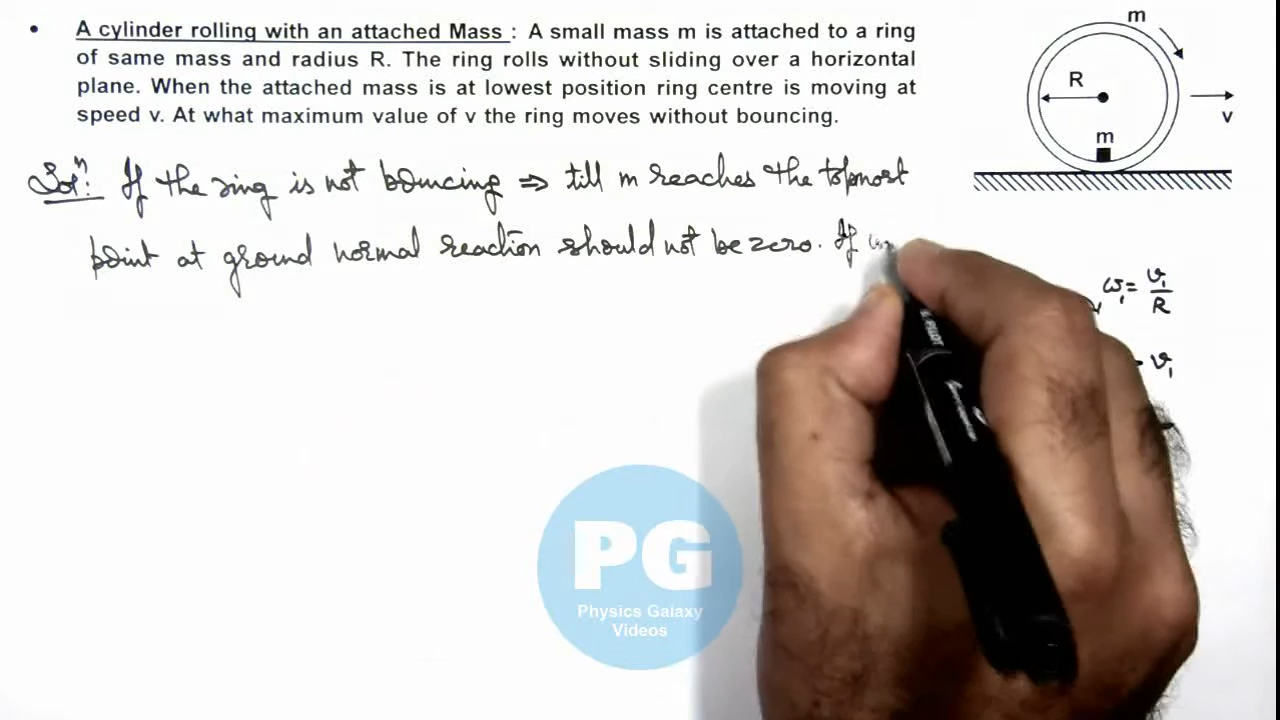 • A cylinder rolling with an attached Mass : A small mass m is attached to a ring
of same mass and radius R. The ring rolls without sliding over a horizontal
plane. When the attached mass is at lowest position ring centre is moving at
speed v. At what maximum value of v the ring moves without bouncing.
m
R
m
v
Solⁿ: If the ring is not bouncing ⇒ till m reaches the topmost
point at ground normal reaction should not be zero. If
ω₁ = v₁/R
v₁
PILOT
PG
Physics Galaxy
Videos